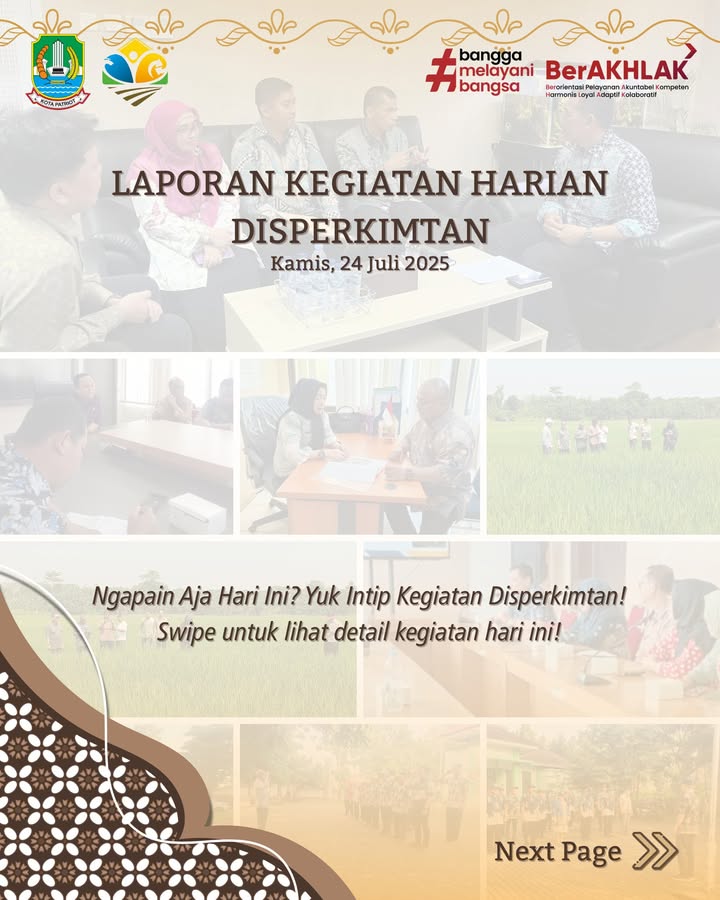 KOTA PATRIOT
#bangga
melayani
bangsa
BerAKHLAK
Berorientasi Pelayanan Akuntabel Kompeten
Harmonis Loyal Adaptif Kolaboratif
LAPORAN KEGIATAN HARIAN
DISPERKIMTAN
Kamis, 24 Juli 2025
Ngapain Aja Hari Ini? Yuk Intip Kegiatan Disperkimtan!
Swipe untuk lihat detail kegiatan hari ini!
Next Page